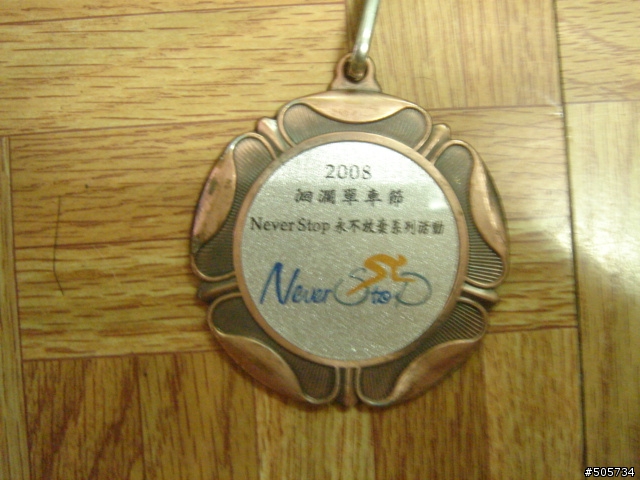 2008
洄瀾單車節
Never Stop 永不放棄系列活動
Never Stop
#505734